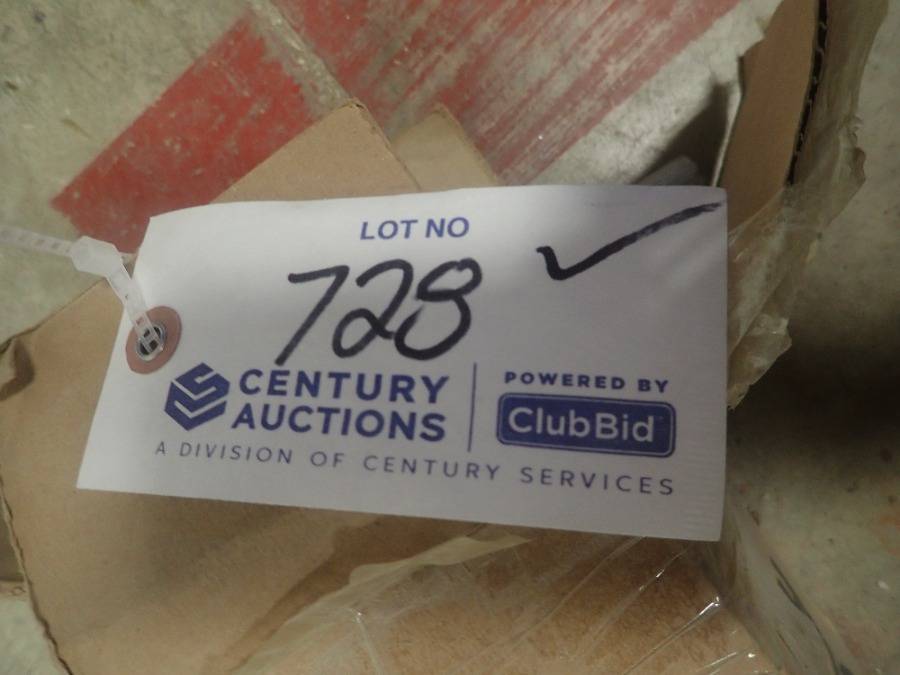 LOT NO
728
CENTURY
AUCTIONS
A DIVISION OF CENTURY SERVICES
POWERED BY
ClubBid